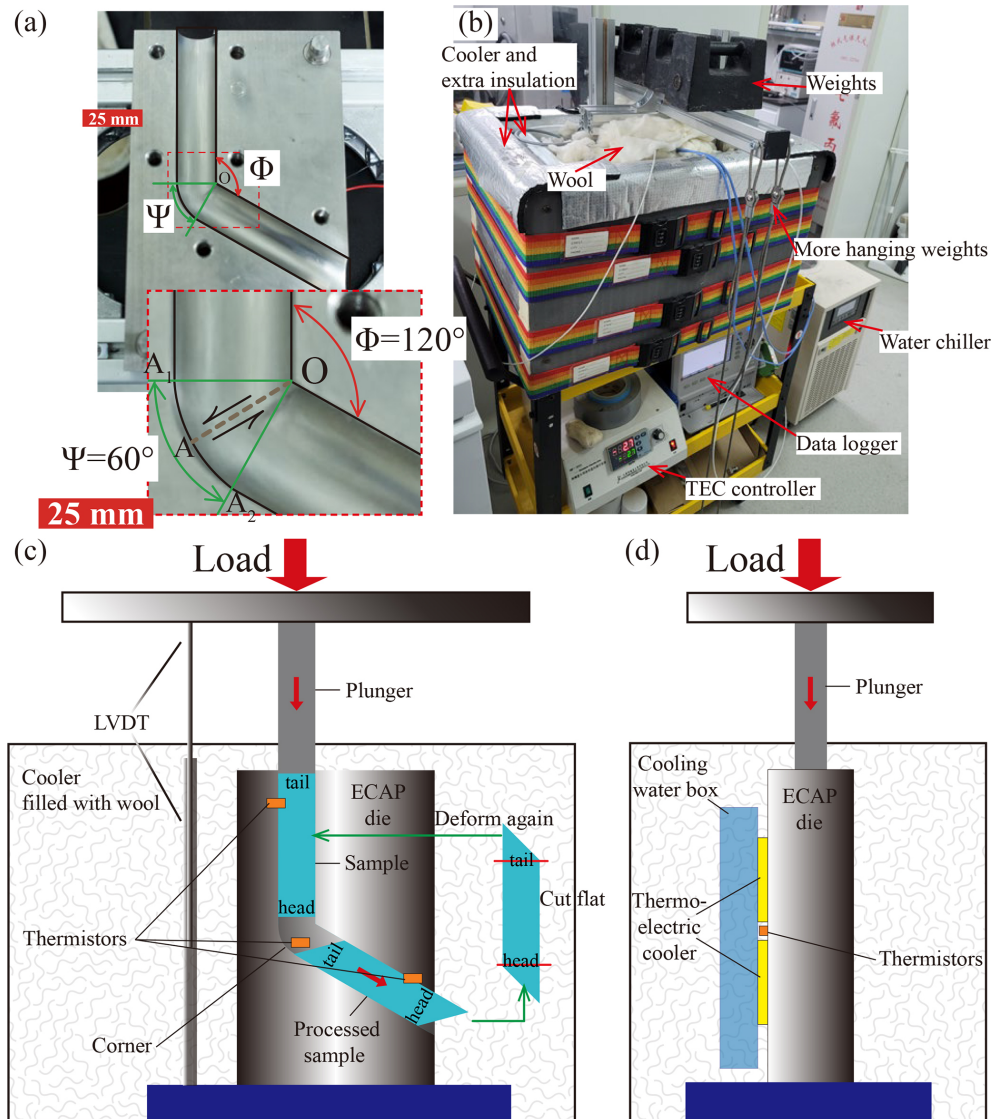 (a)
25 mm
Φ
O
Ψ
Φ=120°
A1
O
A
Ψ=60°
A2
25 mm
(b)
Cooler and
extra insulation
Weights
Wool
More hanging weights
Water chiller
Data logger
TEC controller
(c)
Load
Plunger
LVDT
Cooler
filled with wool
tail
ECAP
die
Deform again
Sample
tail
Cut flat
head
Thermistors
tail
head
head
Processed
sample
Corner
(d)
Load
Plunger
Cooling
water box
ECAP
die
Thermo-
electric
cooler
Thermistors